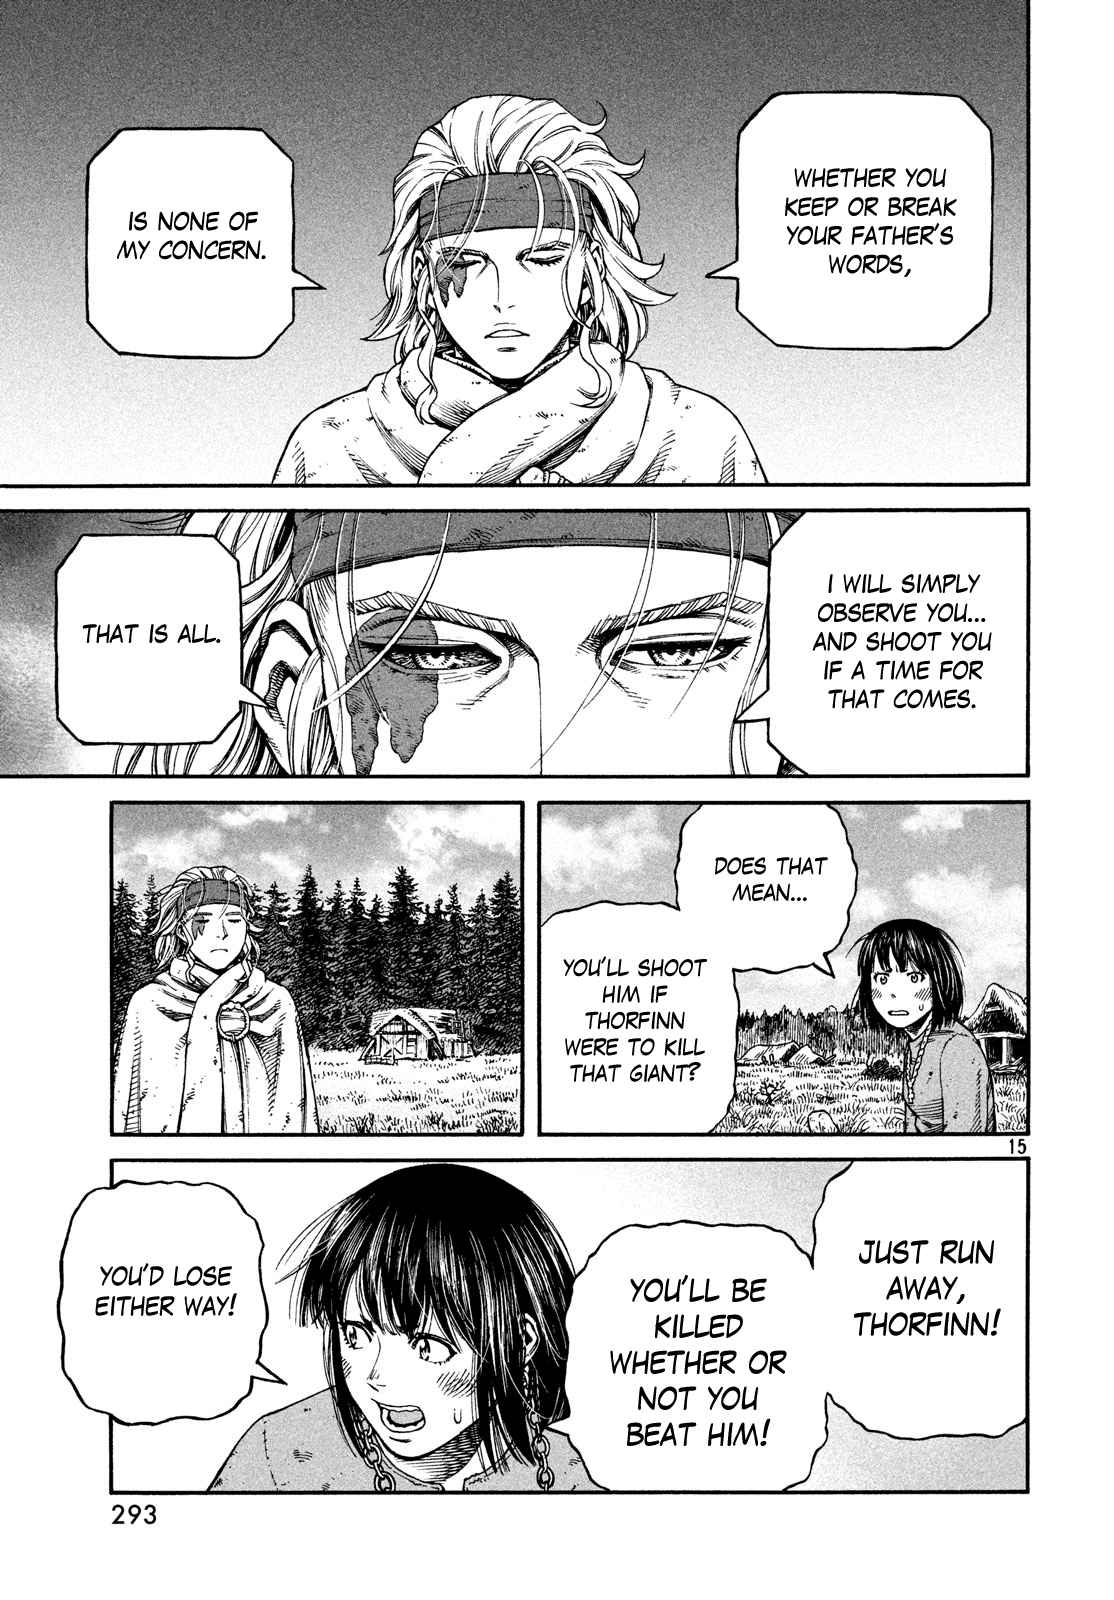 WHETHER YOU
KEEP OR BREAK
YOUR FATHER'S
WORDS,
IS NONE OF
MY CONCERN.
I WILL SIMPLY
OBSERVE YOU...
AND SHOOT YOU
IF A TIME FOR
THAT COMES.
THAT IS ALL.
DOES THAT
MEAN...
YOU'LL SHOOT
HIM IF
THORFINN
WERE TO KILL
THAT GIANT?
15
JUST RUN
AWAY,
THORFINN!
YOU'LL BE
KILLED
WHETHER OR
NOT YOU
BEAT HIM!
YOU'D LOSE
EITHER WAY!
293